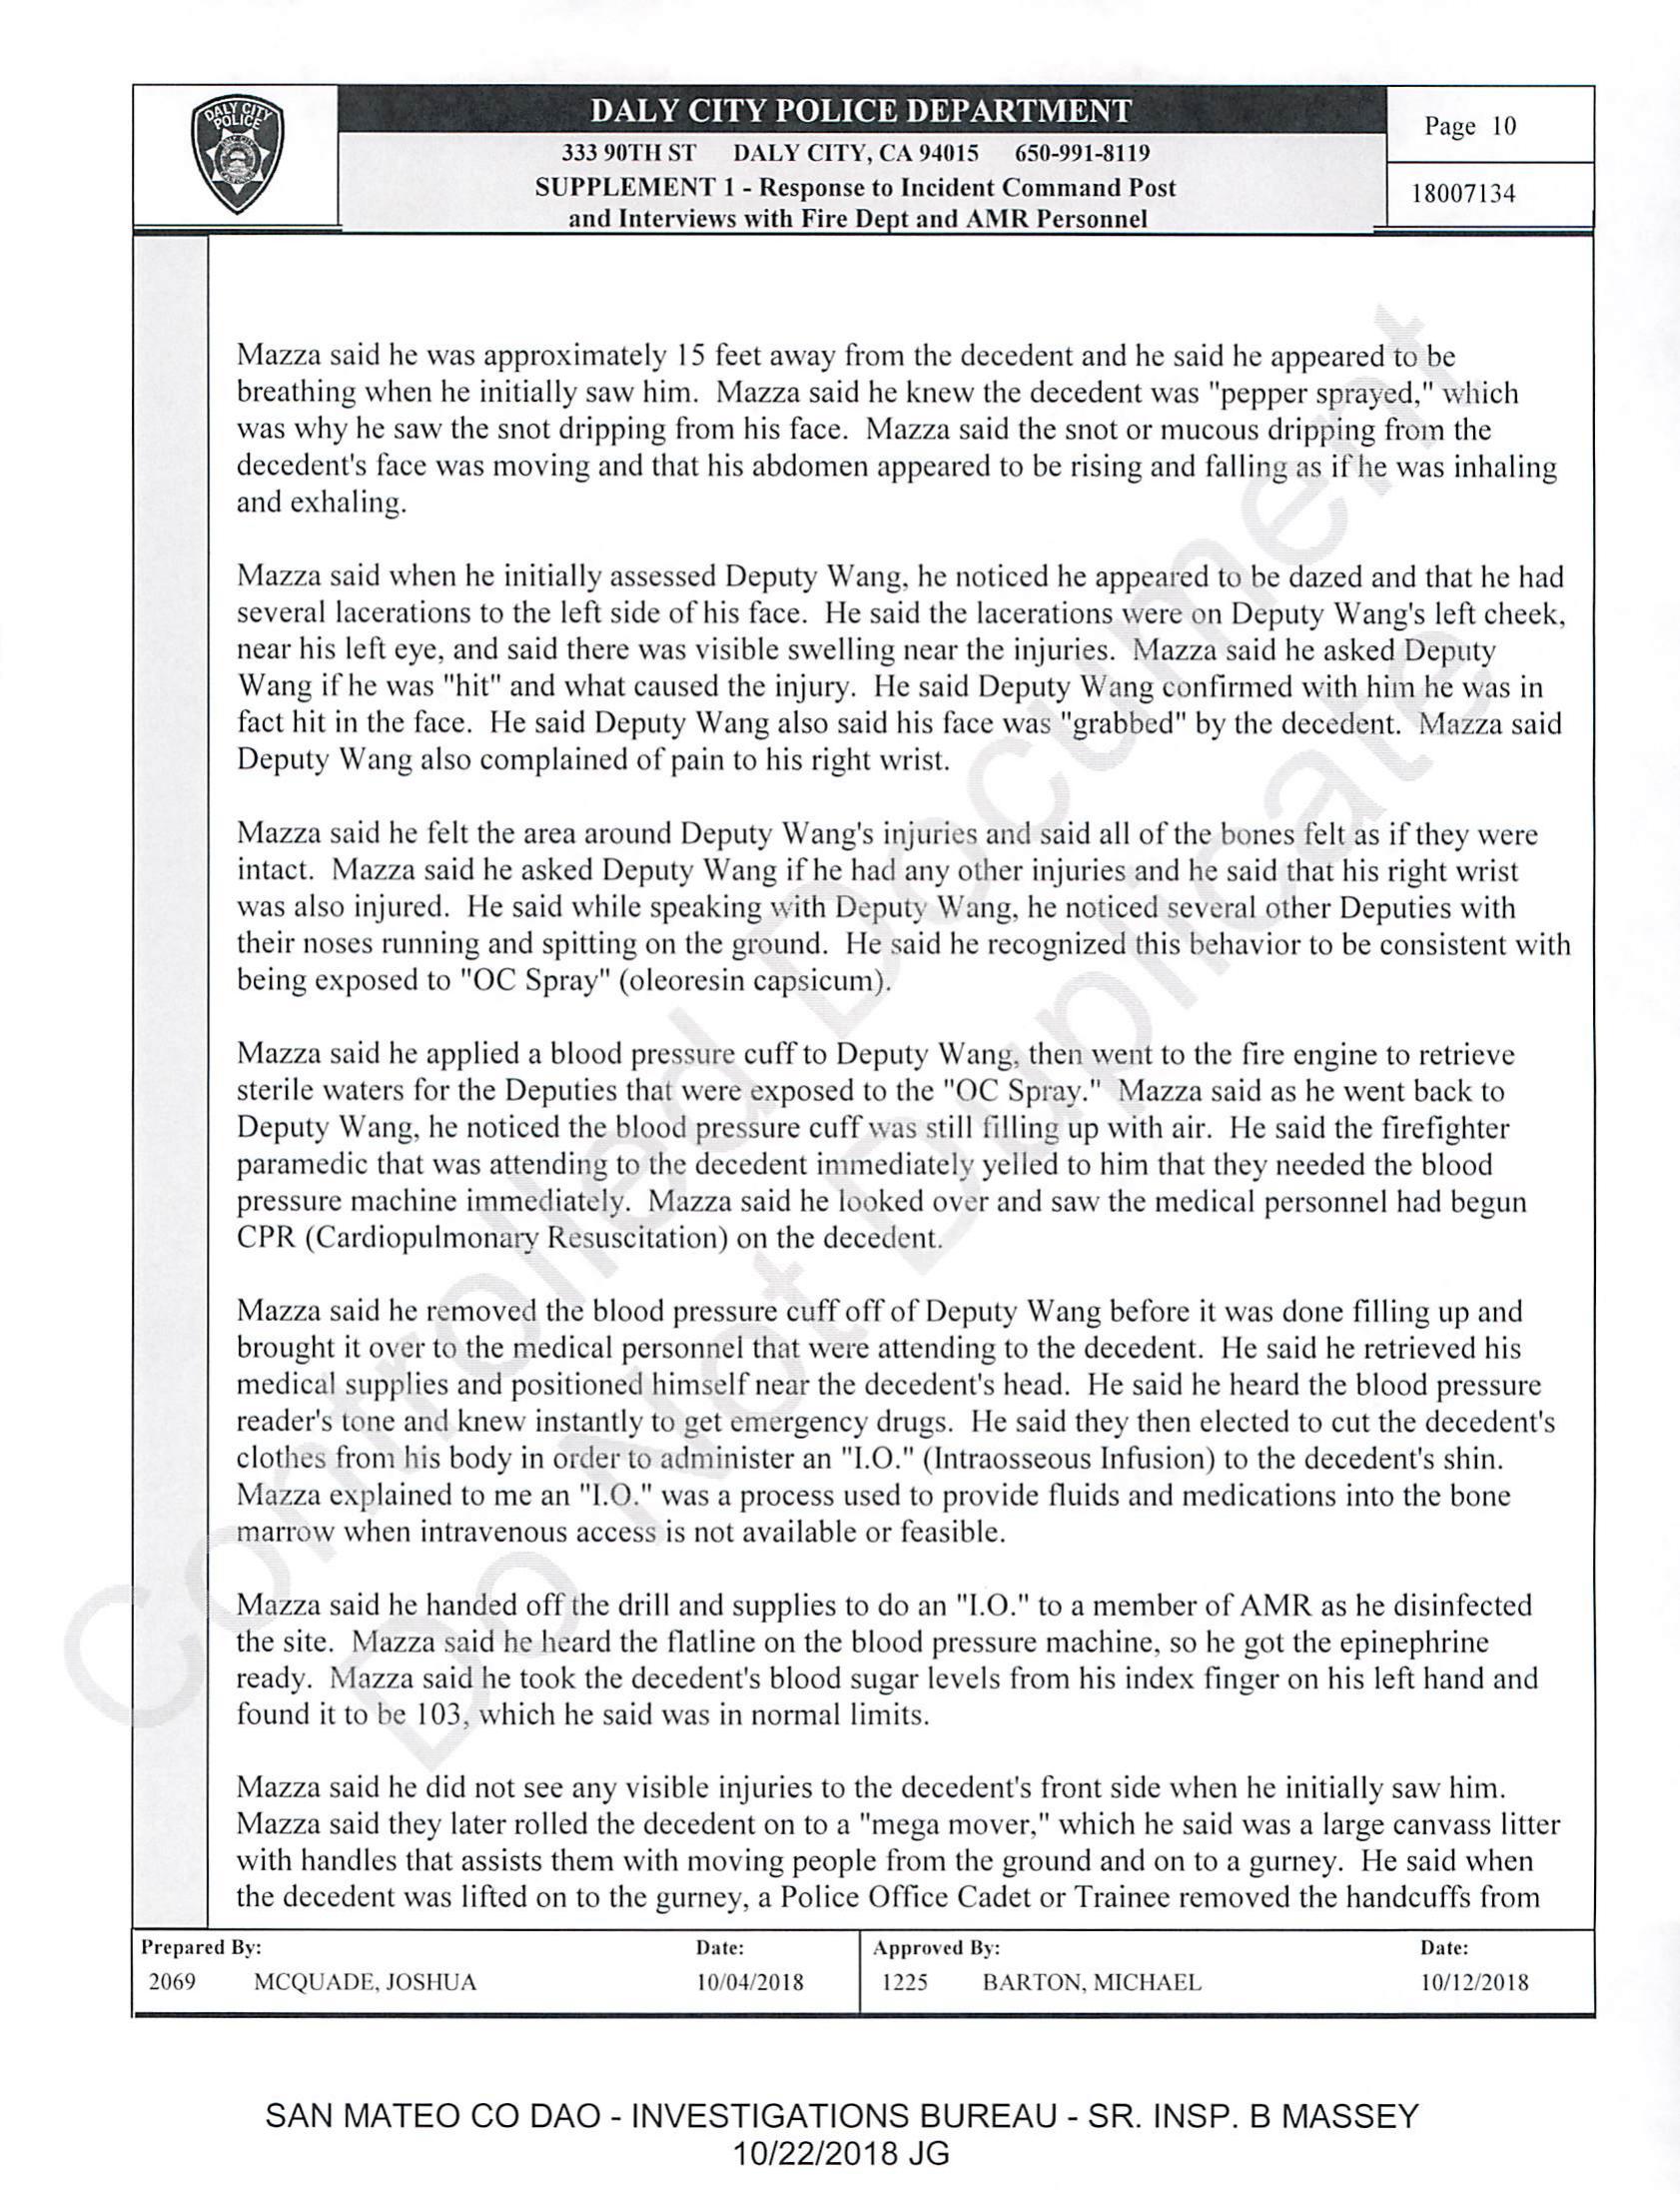 DALY CITY POLICE
DALY CITY POLICE DEPARTMENT
333 90TH ST DALY CITY, CA 94015 650-991-8119
SUPPLEMENT 1 - Response to Incident Command Post
and Interviews with Fire Dept and AMR Personnel
Page 10
18007134
Mazza said he was approximately 15 feet away from the decedent and he said he appeared to be
breathing when he initially saw him. Mazza said he knew the decedent was "pepper sprayed," which
was why he saw the snot dripping from his face. Mazza said the snot or mucous dripping from the
decedent's face was moving and that his abdomen appeared to be rising and falling as if he was inhaling
and exhaling.
Mazza said when he initially assessed Deputy Wang, he noticed he appeared to be dazed and that he had
several lacerations to the left side of his face. He said the lacerations were on Deputy Wang's left cheek,
near his left eye, and said there was visible swelling near the injuries. Mazza said he asked Deputy
Wang if he was "hit" and what caused the injury. He said Deputy Wang confirmed with him he was in
fact hit in the face. He said Deputy Wang also said his face was "grabbed" by the decedent. Mazza said
Deputy Wang also complained of pain to his right wrist.
Mazza said he felt the area around Deputy Wang's injuries and said all of the bones felt as if they were
intact. Mazza said he asked Deputy Wang if he had any other injuries and he said that his right wrist
was also injured. He said while speaking with Deputy Wang, he noticed several other Deputies with
their noses running and spitting on the ground. He said he recognized this behavior to be consistent with
being exposed to "OC Spray" (oleoresin capsicum).
Mazza said he applied a blood pressure cuff to Deputy Wang, then went to the fire engine to retrieve
sterile waters for the Deputies that were exposed to the "OC Spray." Mazza said as he went back to
Deputy Wang, he noticed the blood pressure cuff was still filling up with air. He said the firefighter
paramedic that was attending to the decedent immediately yelled to him that they needed the blood
pressure machine immediately. Mazza said he looked over and saw the medical personnel had begun
CPR (Cardiopulmonary Resuscitation) on the decedent.
Mazza said he removed the blood pressure cuff off of Deputy Wang before it was done filling up and
brought it over to the medical personnel that were attending to the decedent. He said he retrieved his
medical supplies and positioned himself near the decedent's head. He said he heard the blood pressure
reader's tone and knew instantly to get emergency drugs. He said they then elected to cut the decedent's
clothes from his body in order to administer an "I.O." (Intraosseous Infusion) to the decedent's shin.
Mazza explained to me an "I.O." was a process used to provide fluids and medications into the bone
marrow when intravenous access is not available or feasible.
Mazza said he handed off the drill and supplies to do an "I.O." to a member of AMR as he disinfected
the site. Mazza said he heard the flatline on the blood pressure machine, so he got the epinephrine
ready. Mazza said he took the decedent's blood sugar levels from his index finger on his left hand and
found it to be 103, which he said was in normal limits.
Mazza said he did not see any visible injuries to the decedent's front side when he initially saw him.
Mazza said they later rolled the decedent on to a "mega mover," which he said was a large canvass litter
with handles that assists them with moving people from the ground and on to a gurney. He said when
the decedent was lifted on to the gurney, a Police Office Cadet or Trainee removed the handcuffs from
Controlled Document
Do Not Duplicate
Prepared By: Date: Approved By: Date:
2069 MCQUADE, JOSHUA 10/04/2018 1225 BARTON, MICHAEL 10/12/2018
SAN MATEO CO DAO - INVESTIGATIONS BUREAU - SR. INSP. B MASSEY
10/22/2018 JG